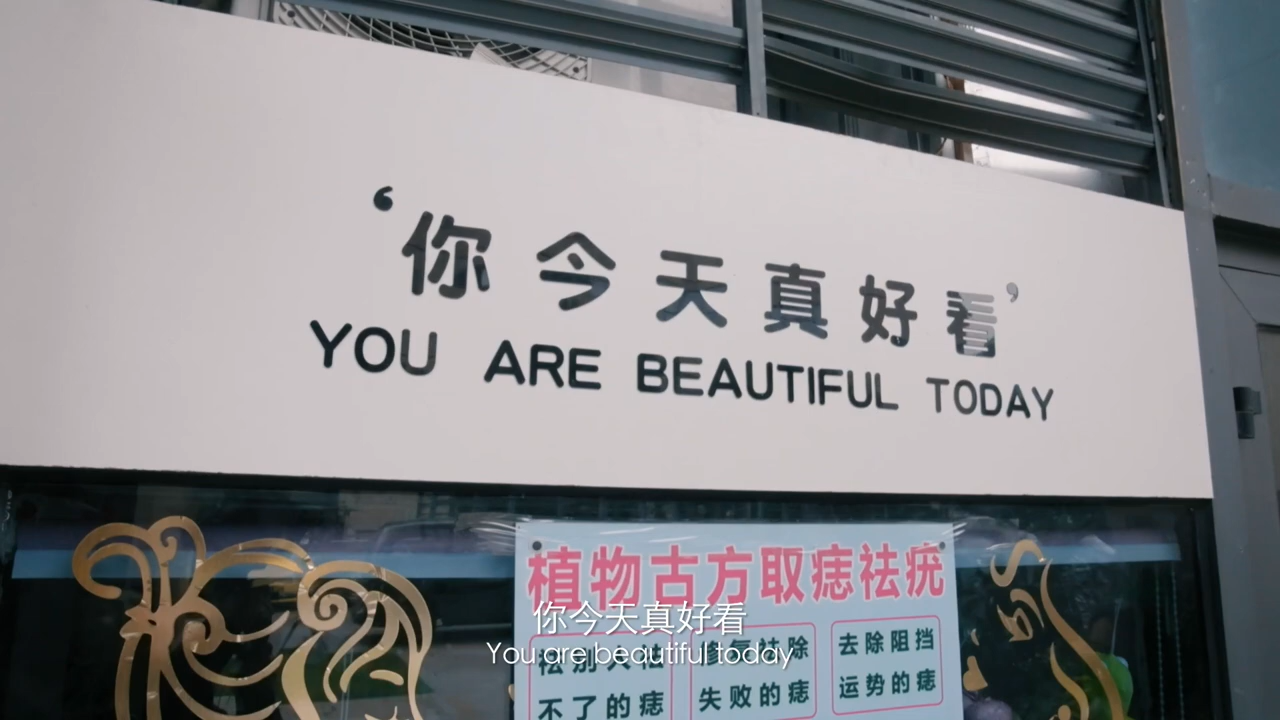 ‘你今天真好看’
YOU ARE BEAUTIFUL TODAY
植物古方取痣祛疣
你今天真好看
You are beautiful today
不了的痣
失败的痣
去除阻挡
运势的痣